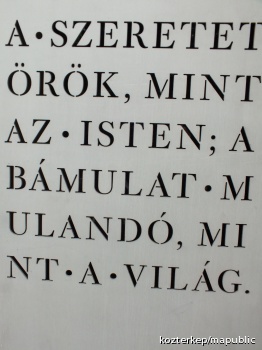 A•SZERETET
ÖRÖK, MINT
AZ•ISTEN; A
BÁMULAT•M
ULANDÓ, MI
NT•A•VILÁG.
kozterkep/mapublic